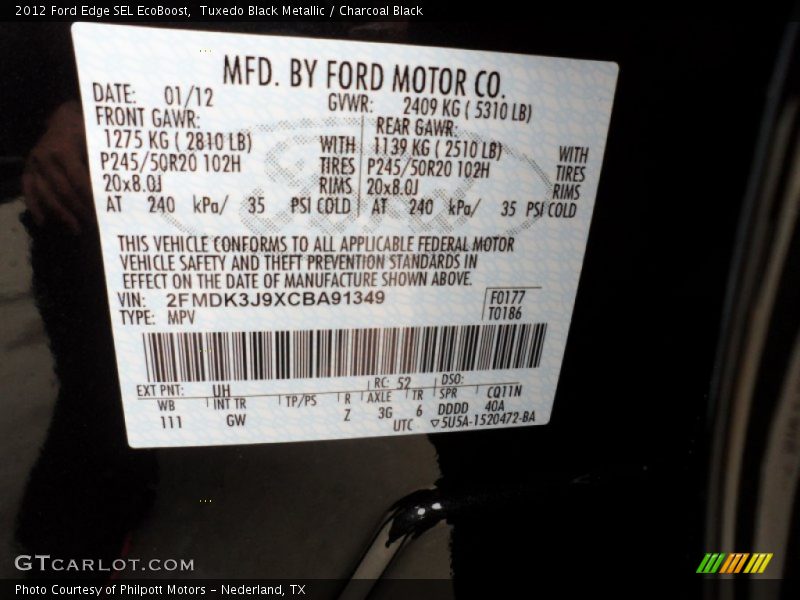 2012 Ford Edge SEL EcoBoost, Tuxedo Black Metallic / Charcoal Black
MFD. BY FORD MOTOR CO.
DATE: 01/12 GVWR: 2409 KG ( 5310 LB)
FRONT GAWR: REAR GAWR:
1275 KG ( 2810 LB) WITH 1139 KG ( 2510 LB) WITH
P245/50R20 102H TIRES P245/50R20 102H TIRES
20x8.0J RIMS 20x8.0J RIMS
AT 240 kPa/ 35 PSI COLD AT 240 kPa/ 35 PSI COLD
THIS VEHICLE CONFORMS TO ALL APPLICABLE FEDERAL MOTOR
VEHICLE SAFETY AND THEFT PREVENTION STANDARDS IN
EFFECT ON THE DATE OF MANUFACTURE SHOWN ABOVE.
VIN: 2FMDK3J9XCBA91349 F0177
TYPE: MPV T0186
EXT PNT: UH RC: 52 DSO:
WB INT TR TP/PS R AXLE TR SPR CQ11N
111 GW Z 3G 6 DDDD 40A
UTC ▽5U5A-1520472-BA
GTCARLOT.COM
Photo Courtesy of Philpott Motors - Nederland, TX